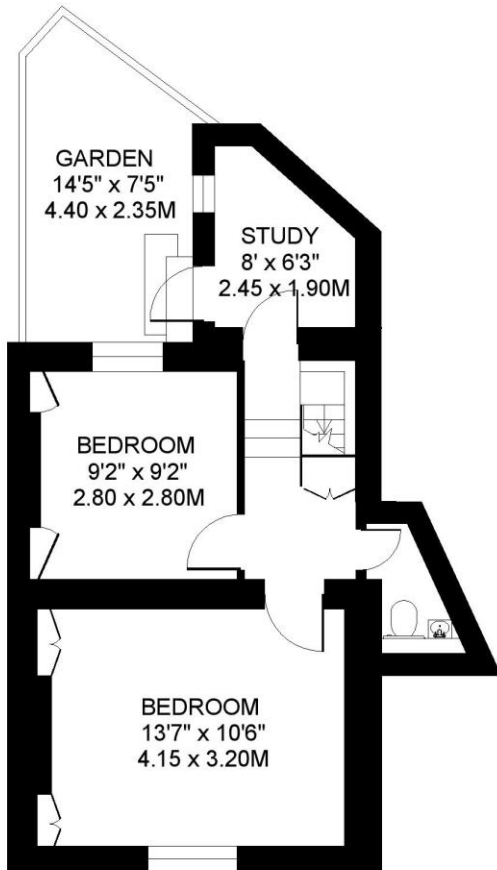 GARDEN
14'5" x 7'5"
4.40 x 2.35M
STUDY
8' x 6'3"
2.45 x 1.90M
BEDROOM
9'2" x 9'2"
2.80 x 2.80M
BEDROOM
13'7" x 10'6"
4.15 x 3.20M